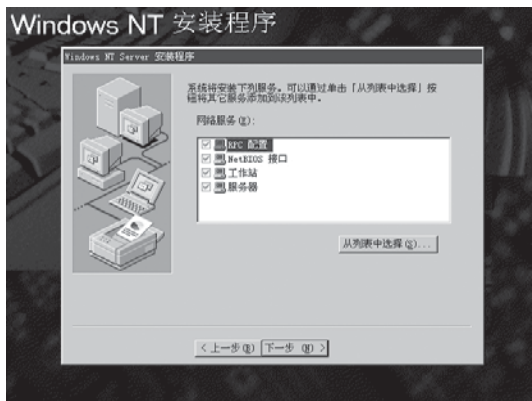 Windows NT 安装程序
Windows NT Server 安装程序
系统将安装下列服务。可以通过单击「从列表中选择」按
钮将其它服务添加到该列表中。
网络服务(E):
RPC 配置
NetBIOS 接口
工作站
服务器
从列表中选择(S)...
< 上一步(B)
下一步(N) >